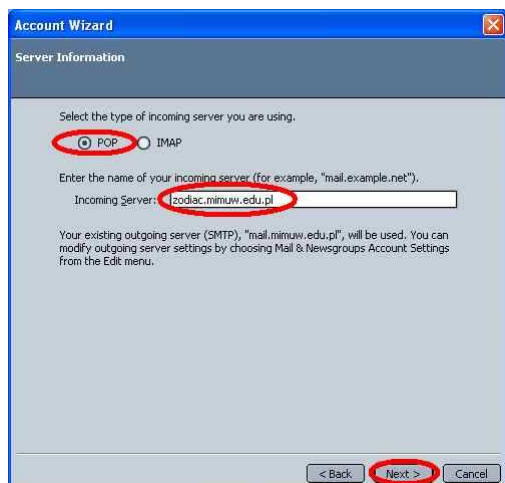 Account Wizard
Server Information
Select the type of incoming server you are using.
POP IMAP
Enter the name of your incoming server (for example, "mail.example.net").
Incoming Server: zodiac.mimuw.edu.pl
Your existing outgoing server (SMTP), "mail.mimuw.edu.pl", will be used. You can
modify outgoing server settings by choosing Mail & Newsgroups Account Settings
from the Edit menu.
< Back Next > Cancel